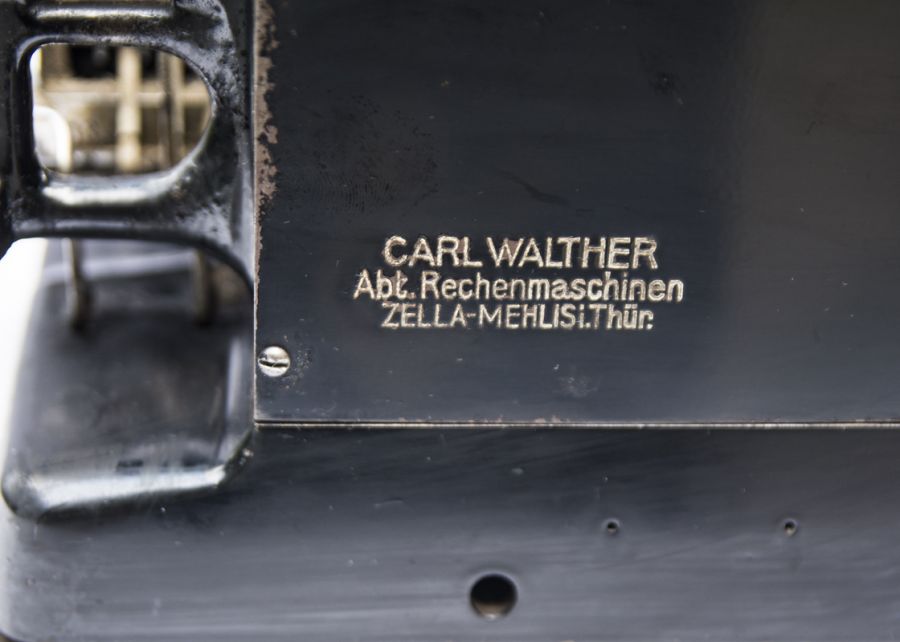 CARL WALTHER
Abt. Rechenmaschinen
ZELLA-MEHLIS i. Thür.